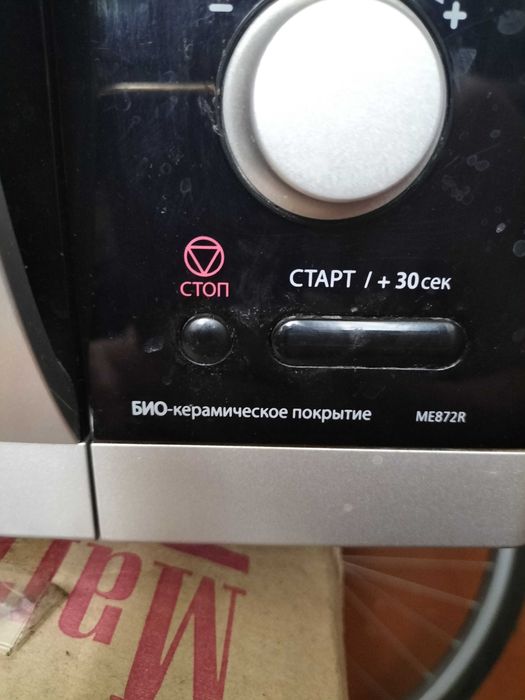 − +
СТОП
СТАРТ / + 30 сек
БИО-керамическое покрытие ME872R